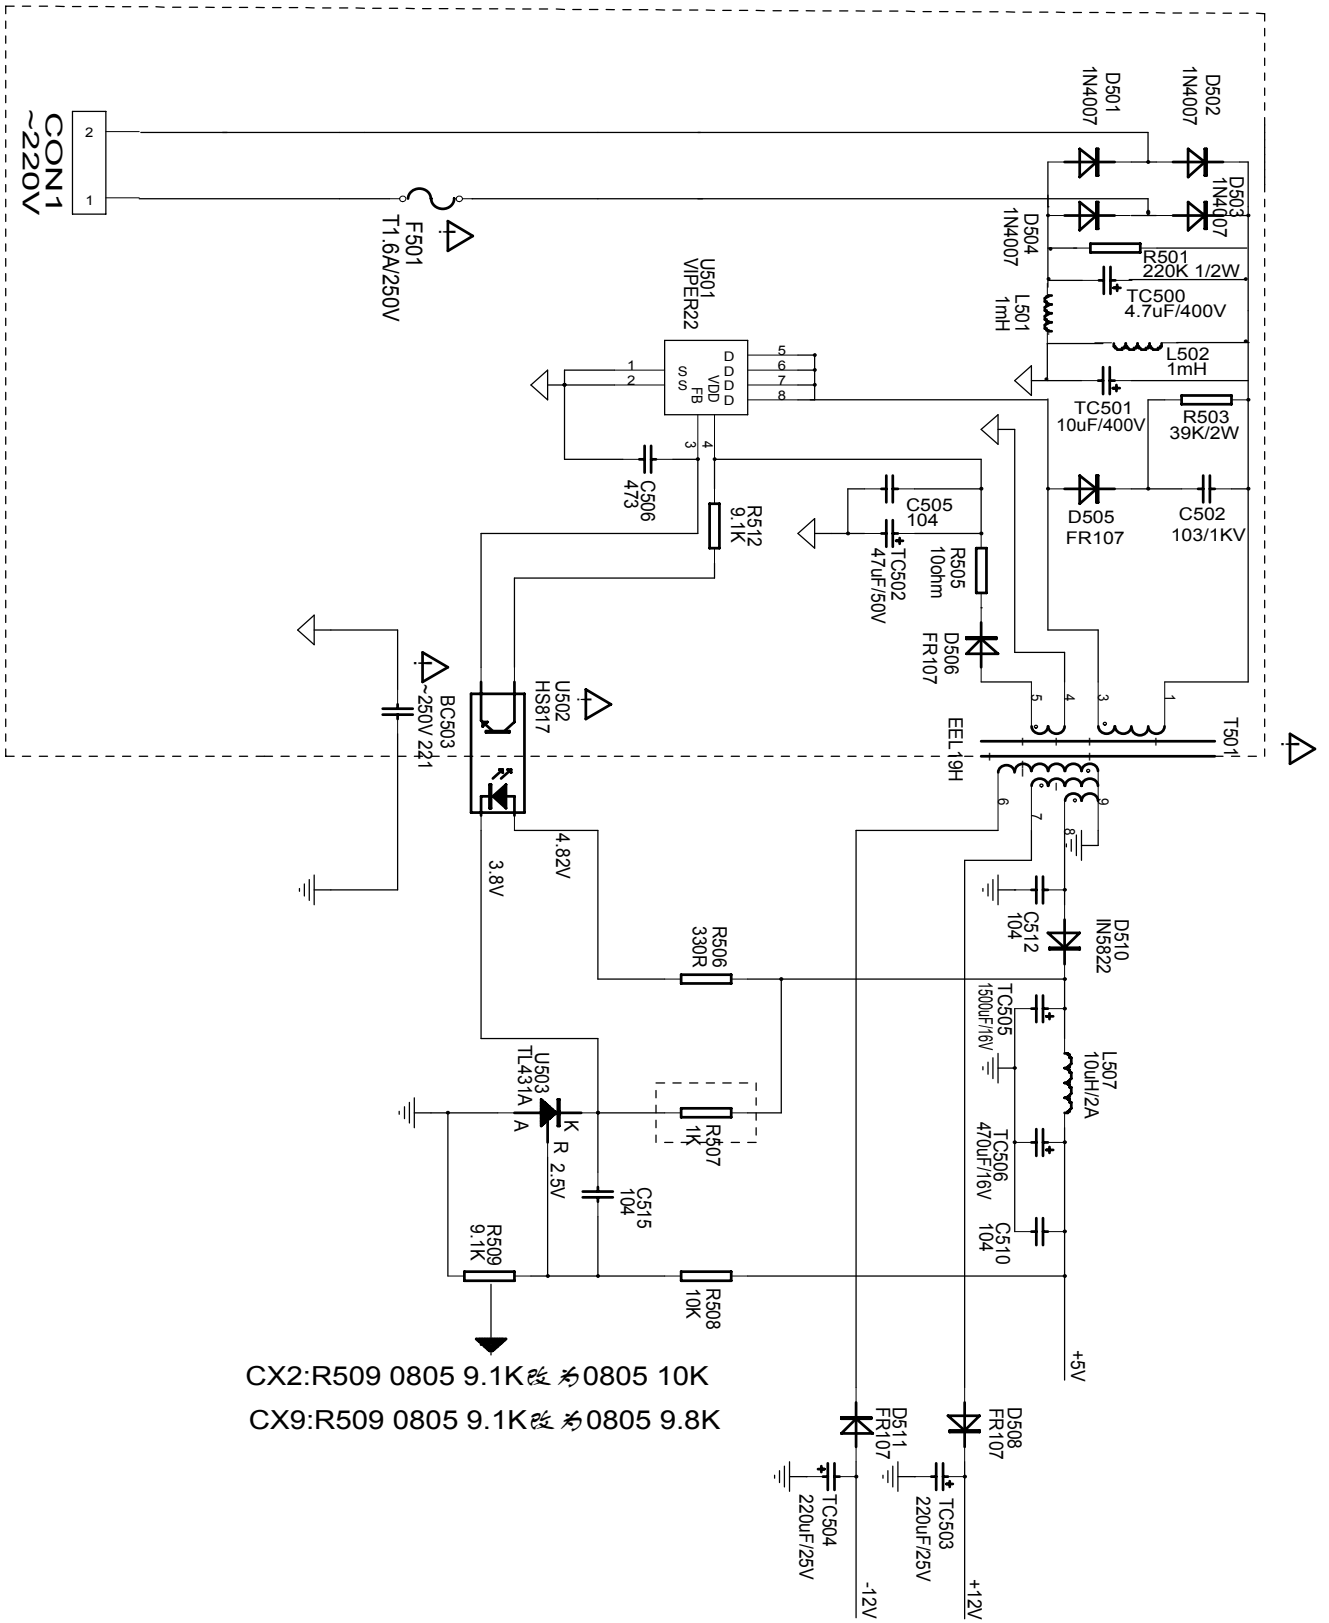 D501
1N4007
D502
1N4007
D503
1N4007
D504
1N4007
CON1
~220V
2
1
F501
T1.6A/250V
R501
220K 1/2W
TC500
4.7uF/400V
L501
1mH
L502
1mH
TC501
10uF/400V
R503
39K/2W
D505
FR107
C502
103/1KV
U501
VIPER22
1
2
S
S
FB
VDD
D
D
D
D
5
6
7
8
3
4
C506
473
R512
9.1K
C505
104
TC502
47uF/50V
R505
10ohm
D506
FR107
BC503
~250V 221
U502
HS817
EEL19H
T501
5
4
3
1
6
7
8
9
4.82V
3.8V
C512
104
D510
IN5822
R506
330R
TC505
1500uF/16V
L507
10uH/2A
U503
TL431A
A
K
R
2.5V
R507
1K
TC506
470uF/16V
C515
104
C510
104
R509
9.1K
R508
10K
+5V
CX2:R509 0805 9.1K改为0805 10K
CX9:R509 0805 9.1K改为0805 9.8K
D511
FR107
D508
FR107
TC504
220uF/25V
TC503
220uF/25V
-12V
+12V